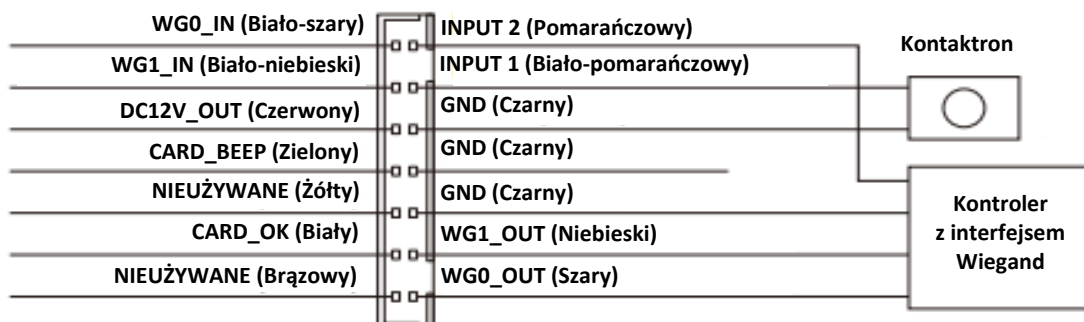 WG0_IN (Biało-szary)
INPUT 2 (Pomarańczowy)
Kontaktron
WG1_IN (Biało-niebieski)
INPUT 1 (Biało-pomarańczowy)
DC12V_OUT (Czerwony)
GND (Czarny)
CARD_BEEP (Zielony)
GND (Czarny)
NIEUŻYWANE (Żółty)
GND (Czarny)
Kontroler
z interfejsem
Wiegand
CARD_OK (Biały)
WG1_OUT (Niebieski)
NIEUŻYWANE (Brązowy)
WG0_OUT (Szary)